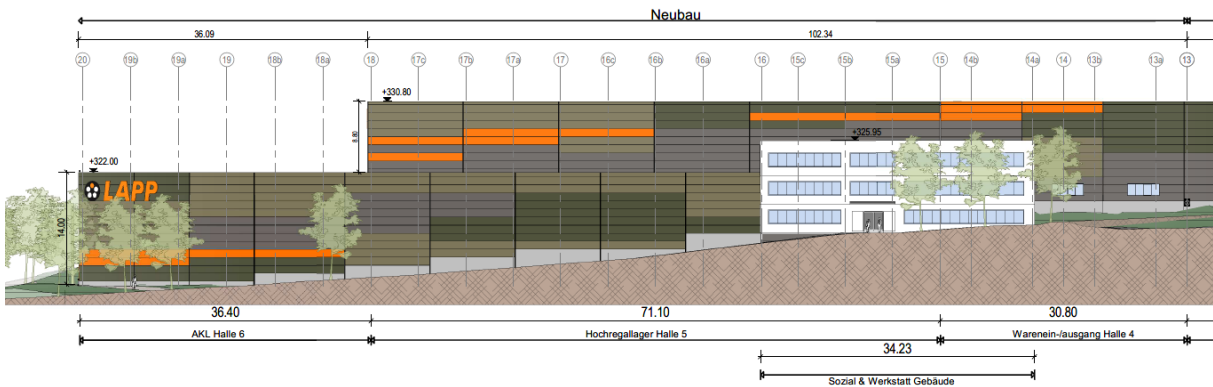 Neubau
36.09 102.34
20 19b 19a 19 18b 18a 18 17c 17b 17a 17 16c 16b 16a 16 15c 15b 15a 15 14b 14a 14 13b 13a 13
+330.80
8.80
+325.95
+322.00
LAPP
14.00
36.40 71.10 30.80
AKL Halle 6 Hochregallager Halle 5 Warenein-/ausgang Halle 4
34.23
Sozial & Werkstatt Gebäude